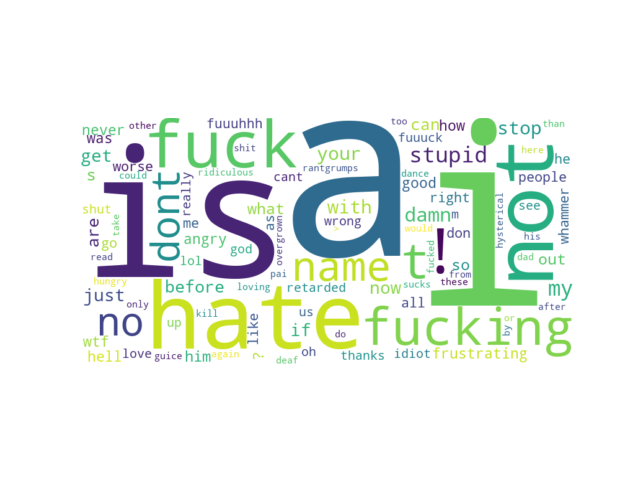 is
a
i
hate
fuck
fucking
not
no
name
t
!
dont
stupid
damn
my
stop
just
never
other
fuuuhhh
too
can
how
than
was
get
worse
could
ridiculous
shit
cant
your
rantgrumps
fuuuck
dance
good
here
he
people
s
shut
go
take
are
read
really
me
angry
lol
god
what
as
overgrown
with
wrong
>
right
m
would
don
hysterical
see
his
dad
out
whammer
hungry
only
before
loving
pai
retarded
now
all
sucks
fucked
so
from
these
after
up
kill
us
if
do
or
by
wtf
hell
love
guice
him
again
?
like
deaf
oh
thanks
idiot
frustrating